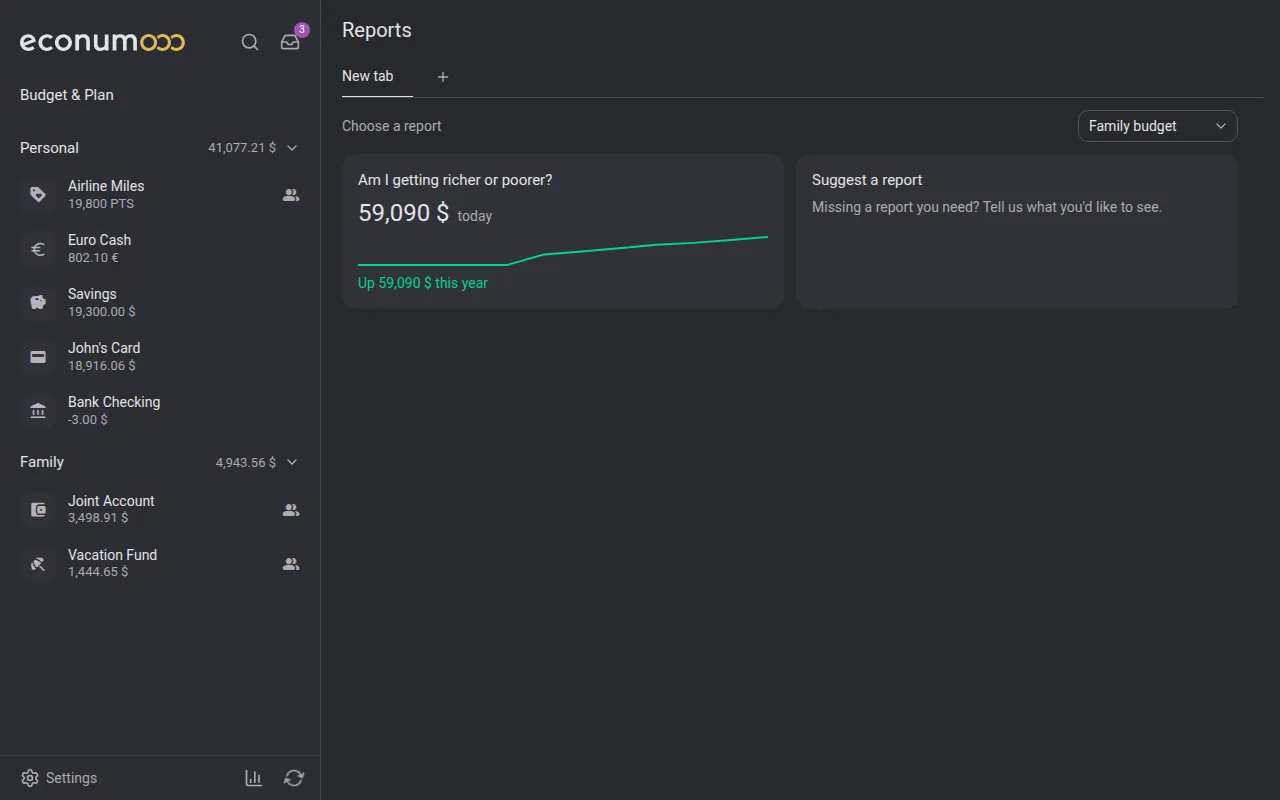 econumo
3
Budget & Plan
Personal 41,077.21 $
Airline Miles
19,800 PTS
Euro Cash
802.10 €
Savings
19,300.00 $
John's Card
18,916.06 $
Bank Checking
-3.00 $
Family 4,943.56 $
Joint Account
3,498.91 $
Vacation Fund
1,444.65 $
Settings
Reports
New tab
Choose a report
Family budget
Am I getting richer or poorer?
59,090 $ today
Up 59,090 $ this year
Suggest a report
Missing a report you need? Tell us what you'd like to see.